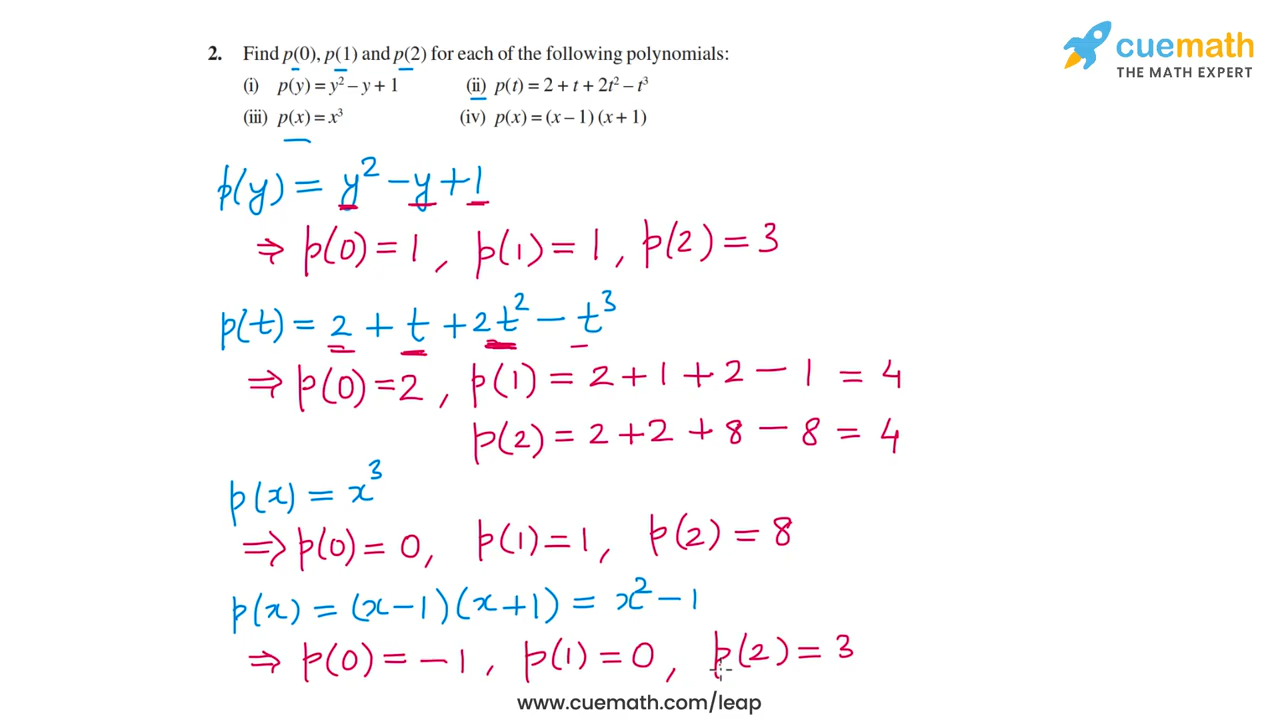 cuemath
THE MATH EXPERT
2. Find p(0), p(1) and p(2) for each of the following polynomials:
(i) p(y) = y² – y + 1 (ii) p(t) = 2 + t + 2t² – t³
(iii) p(x) = x³ (iv) p(x) = (x – 1) (x + 1)
p(y) = y² – y + 1
⇒ p(0) = 1, p(1) = 1, p(2) = 3
p(t) = 2 + t + 2t² – t³
⇒ p(0) = 2, p(1) = 2 + 1 + 2 – 1 = 4
p(2) = 2 + 2 + 8 – 8 = 4
p(x) = x³
⇒ p(0) = 0, p(1) = 1, p(2) = 8
p(x) = (x–1)(x+1) = x² – 1
⇒ p(0) = –1, p(1) = 0, p(2) = 3
www.cuemath.com/leap